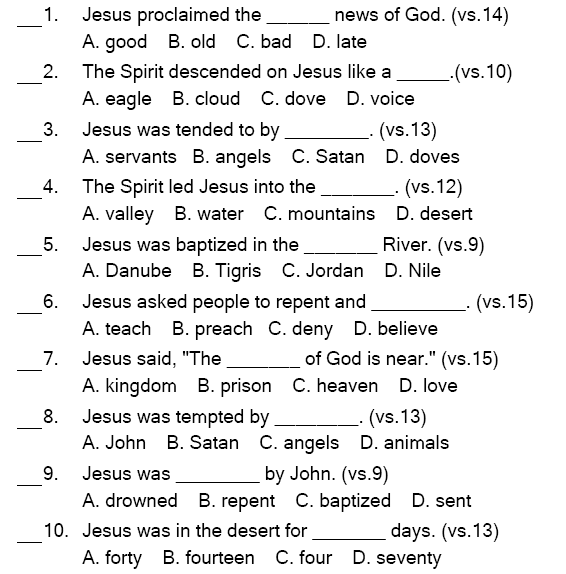 ___1. Jesus proclaimed the ______ news of God. (vs.14)
A. good B. old C. bad D. late
___2. The Spirit descended on Jesus like a _____.(vs.10)
A. eagle B. cloud C. dove D. voice
___3. Jesus was tended to by ________. (vs.13)
A. servants B. angels C. Satan D. doves
___4. The Spirit led Jesus into the _______. (vs.12)
A. valley B. water C. mountains D. desert
___5. Jesus was baptized in the _______ River. (vs.9)
A. Danube B. Tigris C. Jordan D. Nile
___6. Jesus asked people to repent and _________. (vs.15)
A. teach B. preach C. deny D. believe
___7. Jesus said, "The _______ of God is near." (vs.15)
A. kingdom B. prison C. heaven D. love
___8. Jesus was tempted by ________. (vs.13)
A. John B. Satan C. angels D. animals
___9. Jesus was ________ by John. (vs.9)
A. drowned B. repent C. baptized D. sent
___10. Jesus was in the desert for _______ days. (vs.13)
A. forty B. fourteen C. four D. seventy